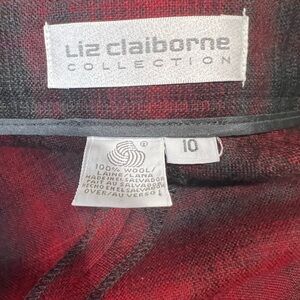 Liz claiborne
COLLECTION
®
10
100% WOOL/
LAINE/LANA
MADE IN EL SALVADOR
FAIT AU EL SALVADOR
HECHO EN EL SALVADOR
OVER/AU VERSO